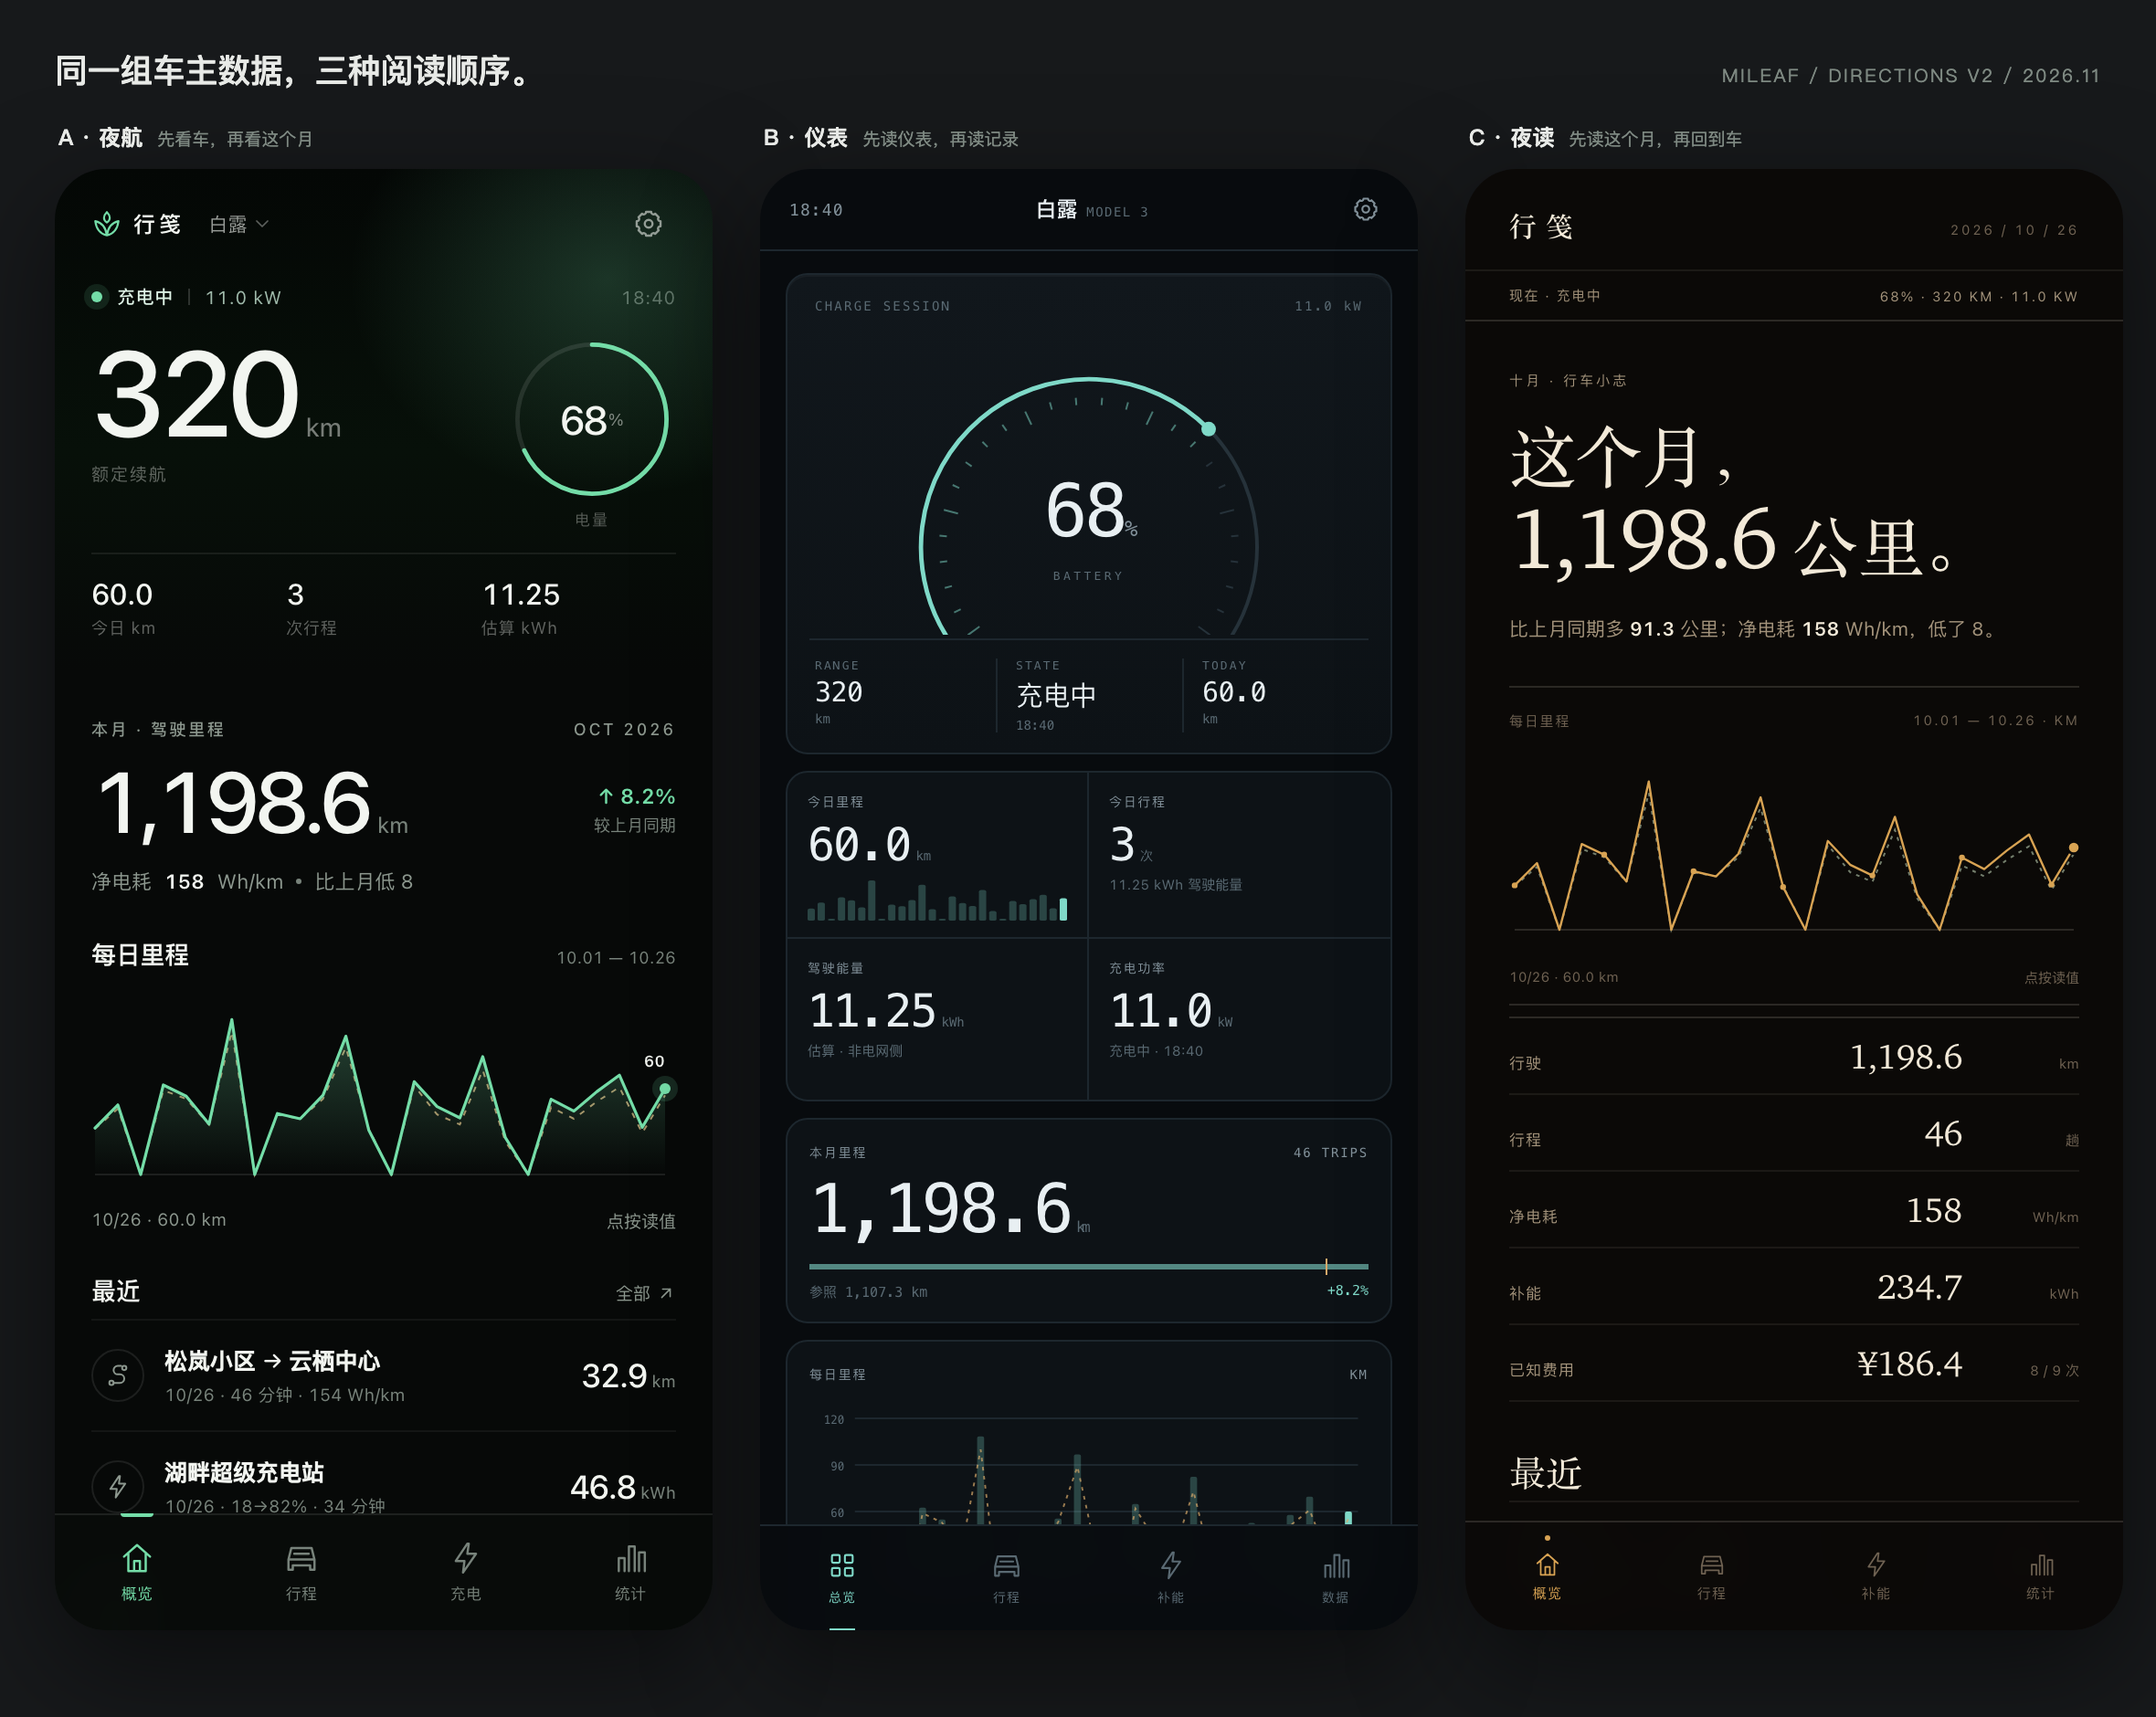 同一组车主数据，三种阅读顺序。
MILEAF / DIRECTIONS V2 / 2026.11
A · 夜航 先看车，再看这个月
行笺 白露
充电中 11.0 kW 18:40
320 km
额定续航
68%
电量
60.0 3 11.25
今日 km 次行程 估算 kWh
本月 · 驾驶里程 OCT 2026
1,198.6 km
↑ 8.2%
较上月同期
净电耗 158 Wh/km • 比上月低 8
每日里程 10.01 — 10.26
60
10/26 · 60.0 km 点按读值
最近 全部 ↗
松岚小区 → 云栖中心
10/26 · 46 分钟 · 154 Wh/km
32.9 km
湖畔超级充电站
10/26 · 18→82% · 34 分钟
46.8 kWh
概览 行程 充电 统计
B · 仪表 先读仪表，再读记录
18:40 白露 MODEL 3
CHARGE SESSION 11.0 kW
68%
BATTERY
RANGE STATE TODAY
320 充电中 60.0
km 18:40 km
今日里程 今日行程
60.0 km 3 次
11.25 kWh 驾驶能量
驾驶能量 充电功率
11.25 kWh 11.0 kW
估算 · 非电网侧 充电中 · 18:40
本月里程 46 TRIPS
1,198.6 km
参照 1,107.3 km +8.2%
每日里程 KM
120
90
60
总览 行程 补能 数据
C · 夜读 先读这个月，再回到车
行笺 2026 / 10 / 26
现在 · 充电中 68% · 320 KM · 11.0 KW
十月 · 行车小志
这个月，
1,198.6 公里。
比上月同期多 91.3 公里；净电耗 158 Wh/km，低了 8。
每日里程 10.01 — 10.26 · KM
10/26 · 60.0 km 点按读值
行驶 1,198.6 km
行程 46 趟
净电耗 158 Wh/km
补能 234.7 kWh
已知费用 ¥186.4 8 / 9 次
最近
概览 行程 补能 统计